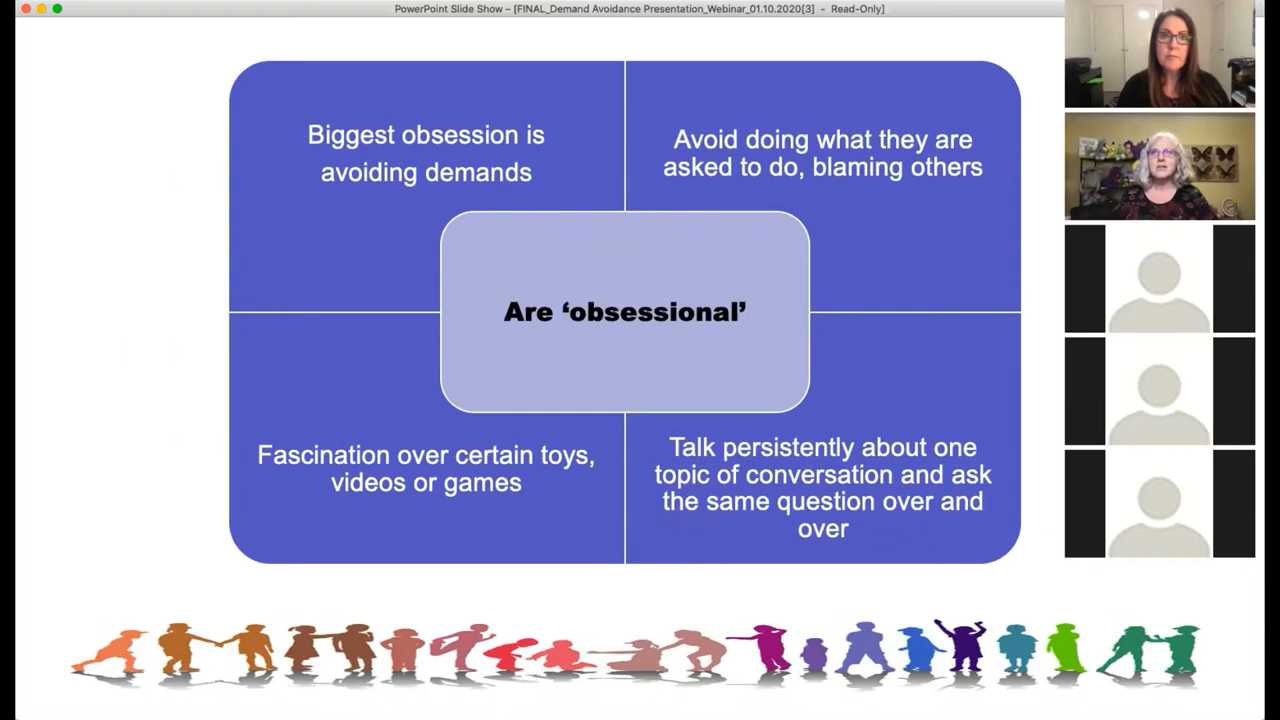 PowerPoint Slide Show – [FINAL_Demand Avoidance Presentation_Webinar_01.10.2020[3] - Read-Only]
Biggest obsession is
avoiding demands
Avoid doing what they are
asked to do, blaming others
Are ‘obsessional’
Fascination over certain toys,
videos or games
Talk persistently about one
topic of conversation and ask
the same question over and
over